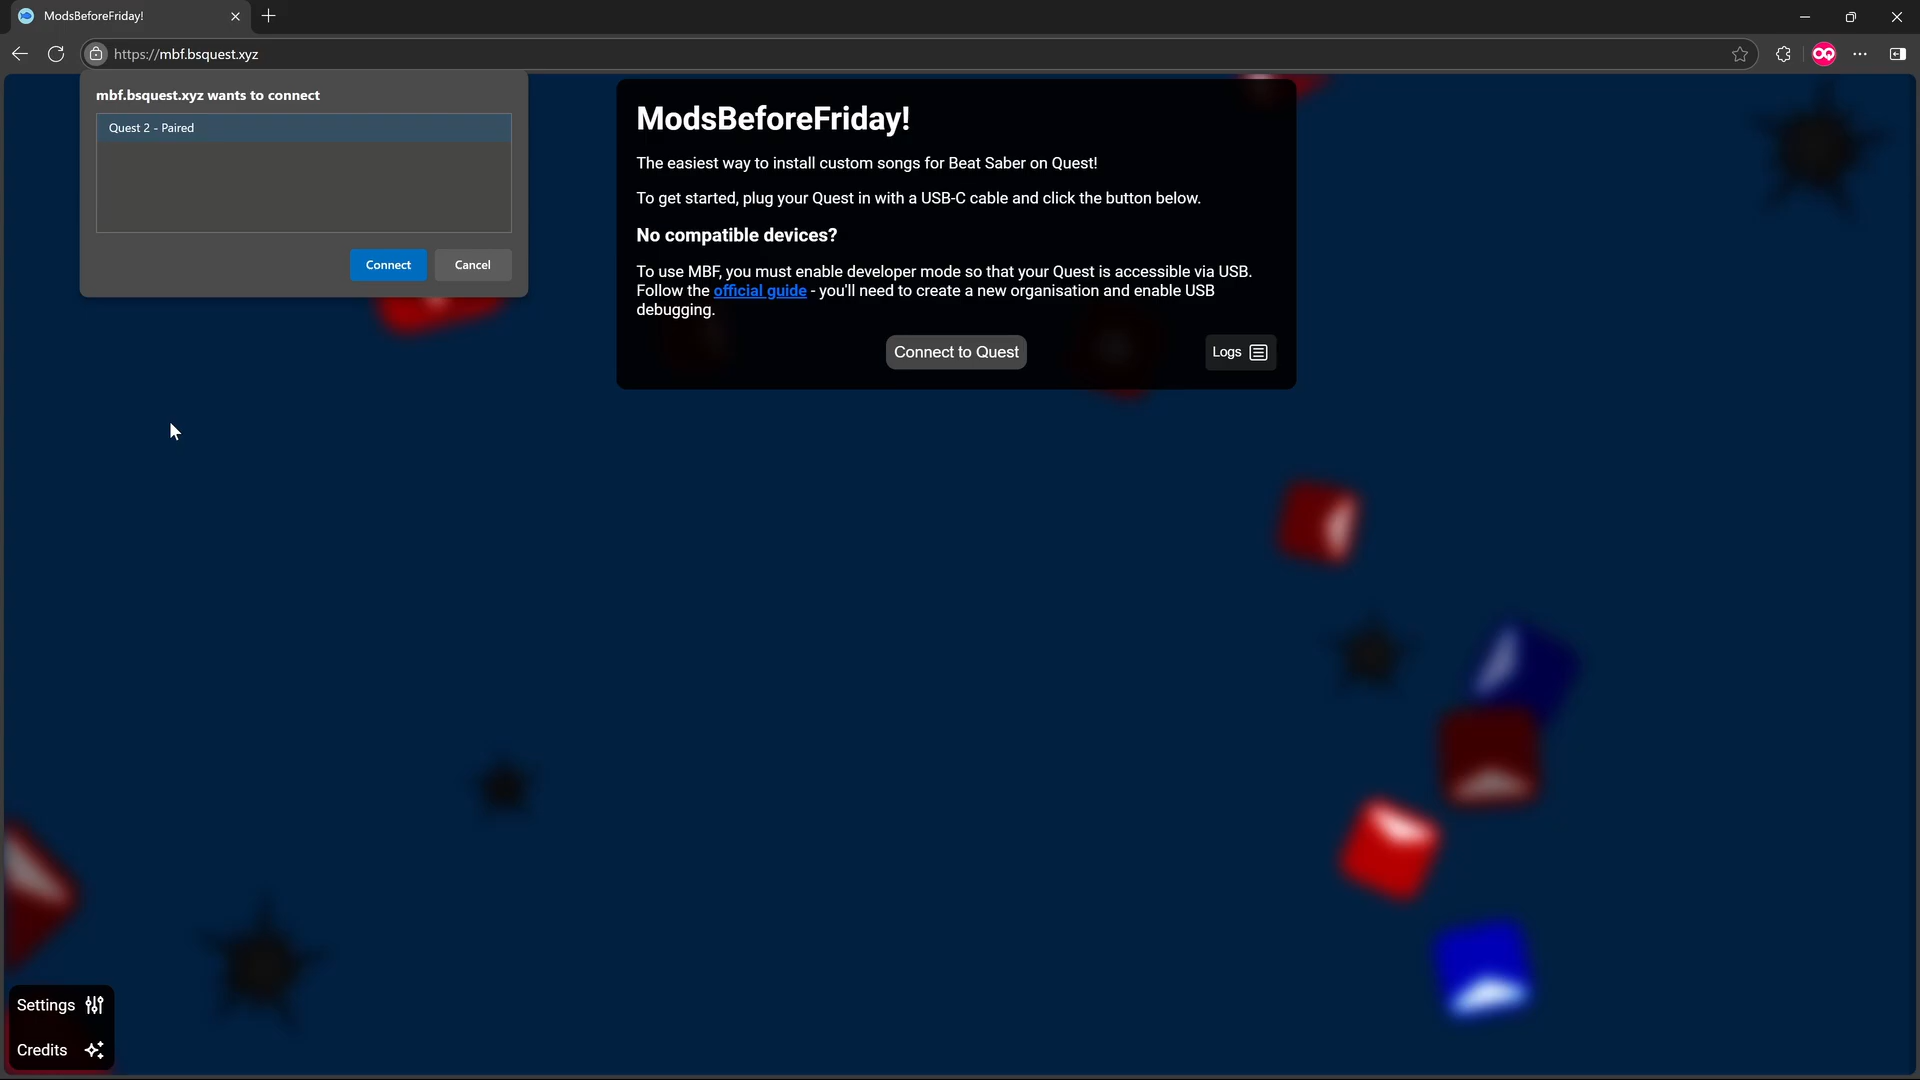 ModsBeforeFriday!
https://mbf.bsquest.xyz
mbf.bsquest.xyz wants to connect
Quest 2 - Paired
Connect
Cancel
ModsBeforeFriday!
The easiest way to install custom songs for Beat Saber on Quest!
To get started, plug your Quest in with a USB-C cable and click the button below.
No compatible devices?
To use MBF, you must enable developer mode so that your Quest is accessible via USB.
Follow the official guide - you'll need to create a new organisation and enable USB
debugging.
Connect to Quest
Logs
Settings
Credits